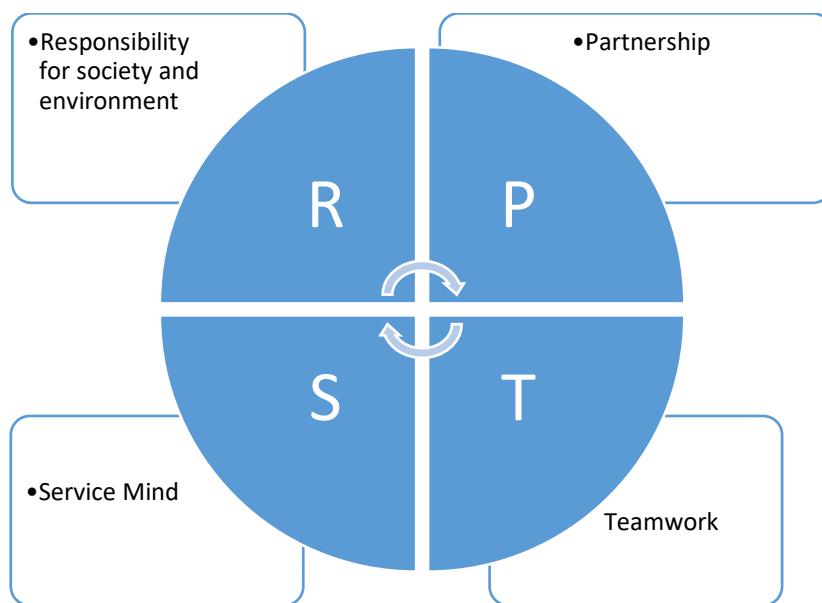 •Responsibility
for society and
environment
•Partnership
R
P
S
T
•Service Mind
Teamwork